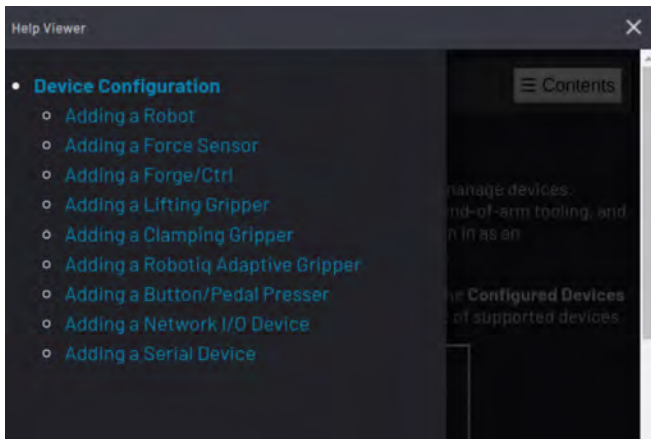 Help Viewer
Device Configuration
Adding a Robot
Adding a Force Sensor
Adding a Forge/Ctrl
Adding a Lifting Gripper
Adding a Clamping Gripper
Adding a Robotiq Adaptive Gripper
Adding a Button/Pedal Presser
Adding a Network I/O Device
Adding a Serial Device
☰ Contents
manage devices.
nd-of-arm tooling, and
n in as an
Configured Devices
of supported devices